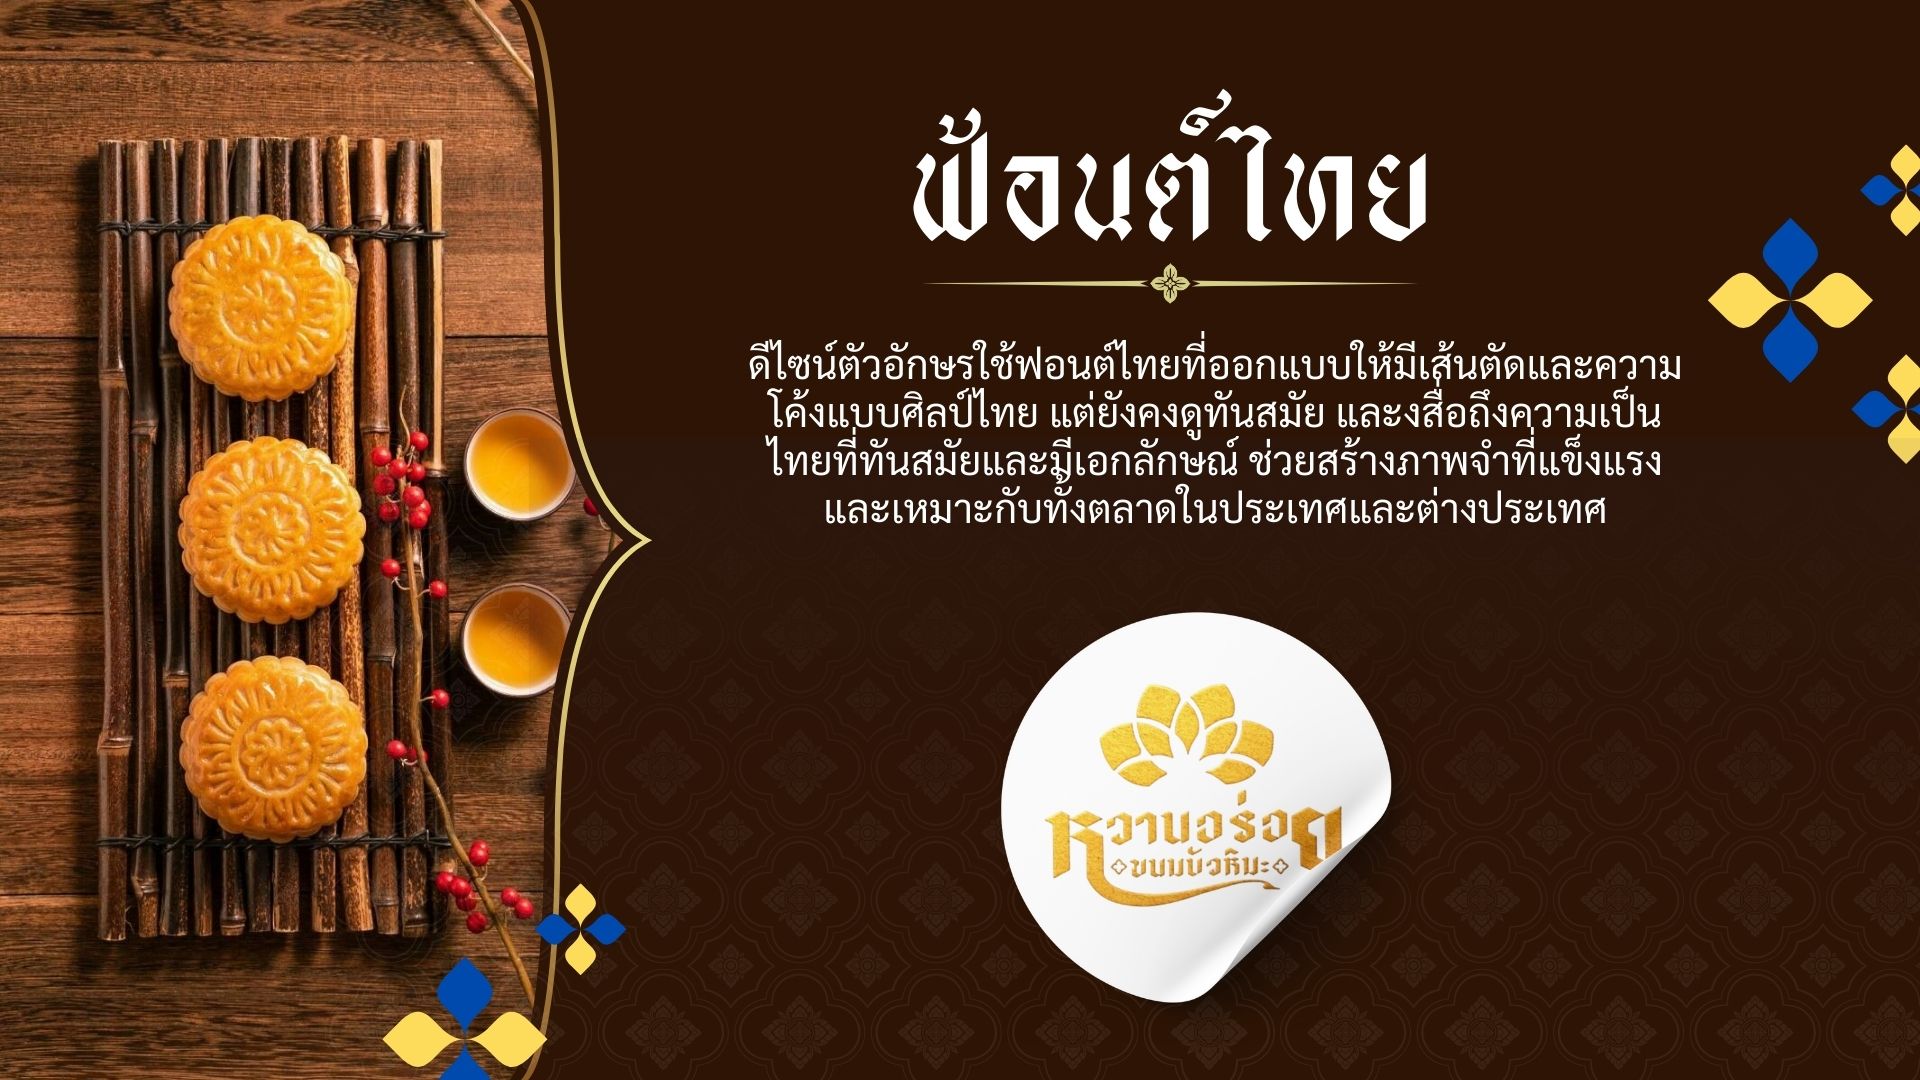 ฟ้อนต์ไทย
ดีไซน์ตัวอักษรใช้ฟอนต์ไทยที่ออกแบบให้มีเส้นตัดและความ
โค้งแบบศิลป์ไทย แต่ยังคงดูทันสมัย และงสื่อถึงความเป็น
ไทยที่ทันสมัยและมีเอกลักษณ์ ช่วยสร้างภาพจำที่แข็งแรง
และเหมาะกับทั้งตลาดในประเทศและต่างประเทศ
หวานอร่อย
ขนมบัวหิมะ